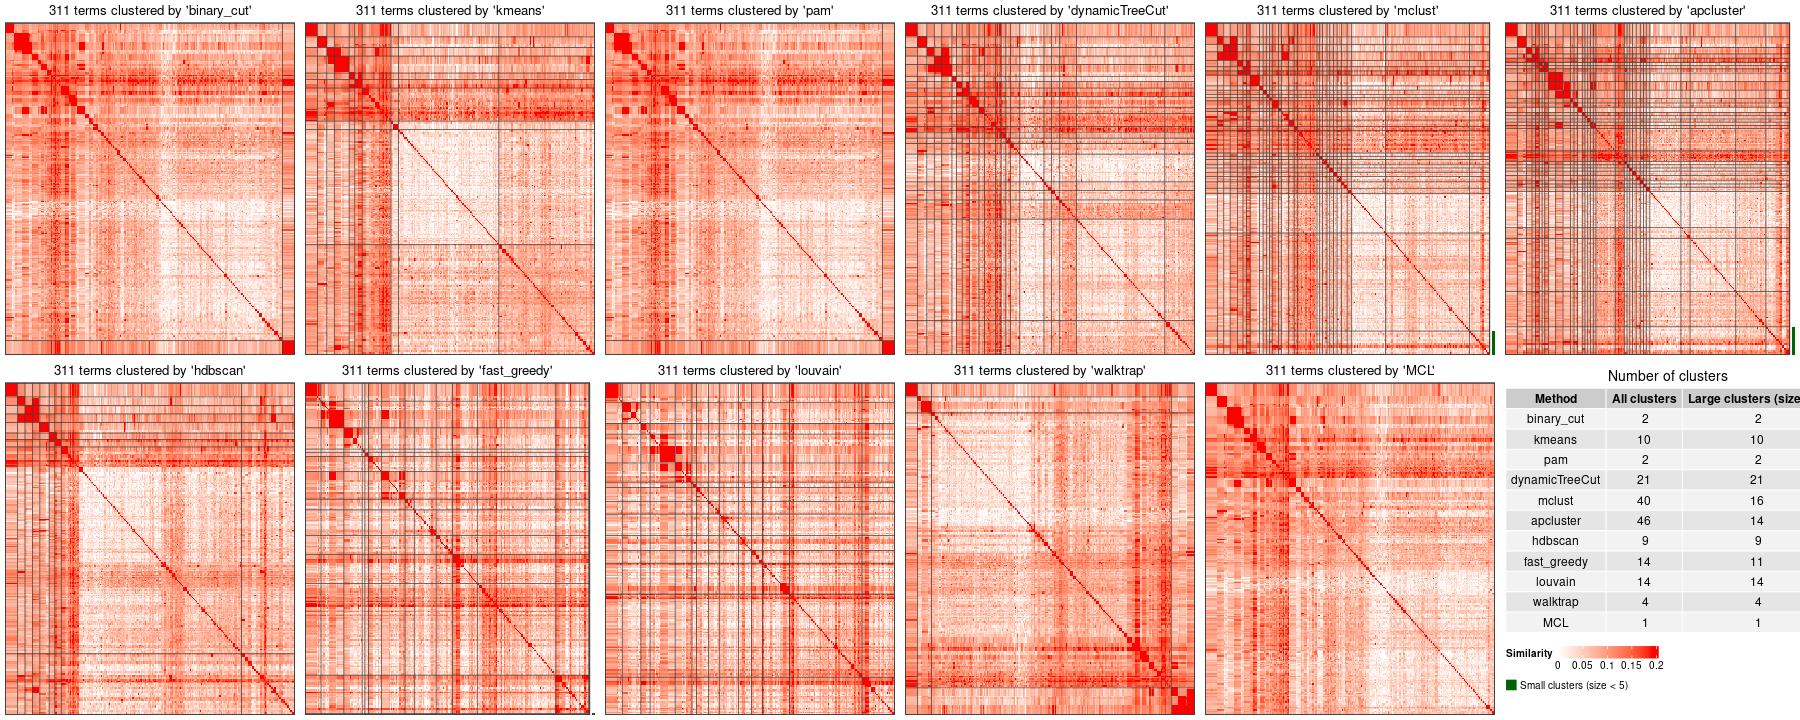 311 terms clustered by 'binary_cut'
311 terms clustered by 'kmeans'
311 terms clustered by 'pam'
311 terms clustered by 'dynamicTreeCut'
311 terms clustered by 'mclust'
311 terms clustered by 'apcluster'
311 terms clustered by 'hdbscan'
311 terms clustered by 'fast_greedy'
311 terms clustered by 'louvain'
311 terms clustered by 'walktrap'
311 terms clustered by 'MCL'
Number of clusters
Method All clusters Large clusters (size
binary_cut 2 2
kmeans 10 10
pam 2 2
dynamicTreeCut 21 21
mclust 40 16
apcluster 46 14
hdbscan 9 9
fast_greedy 14 11
louvain 14 14
walktrap 4 4
MCL 1 1
Similarity
0 0.05 0.1 0.15 0.2
Small clusters (size < 5)